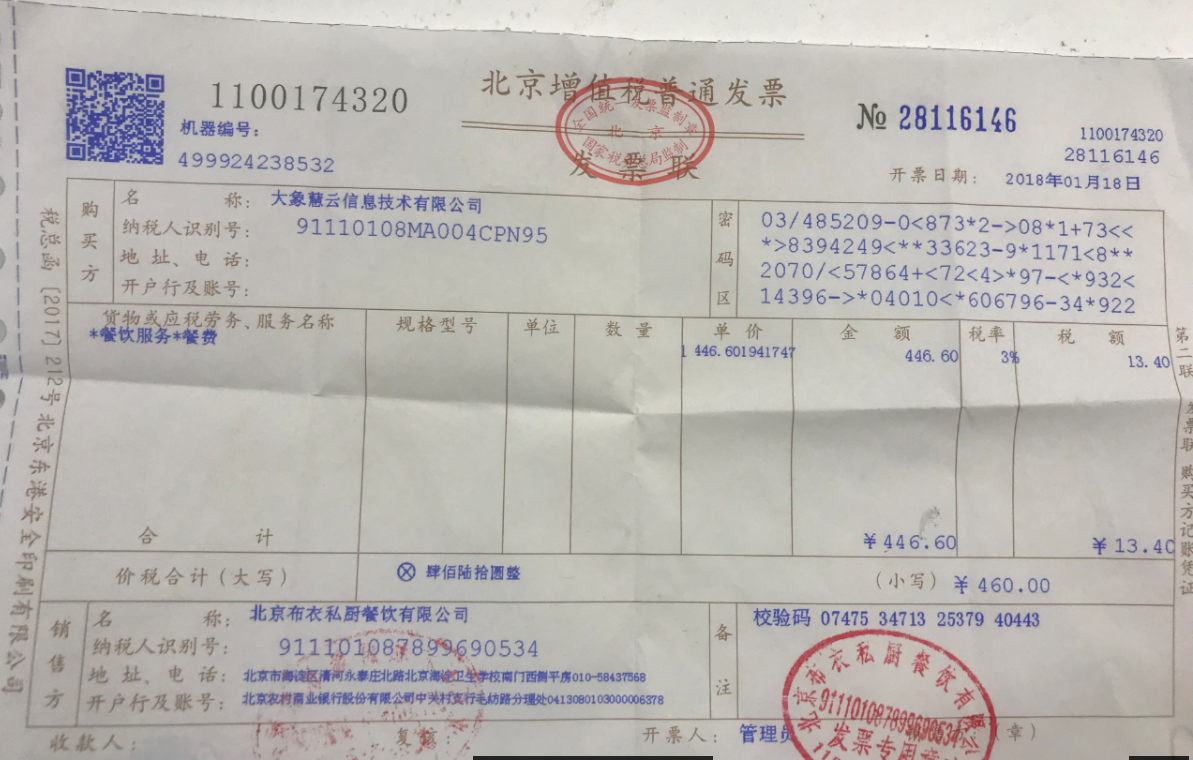 1100174320
北京增值税普通发票
全国统一发票监制章
北京
国家税务总局监制
发票联
№ 28116146
1100174320
28116146
机器编号:
499924238532
开票日期: 2018年01月18日
购买方
名称: 大象慧云信息技术有限公司
纳税人识别号: 91110108MA004CPN95
地址、电话:
开户行及账号:
密码区
03/485209-0<873*2->08*1+73<<
*>8394249<**33623-9*1171<8**
2070/<57864+<72<4>*97-<*932<
14396->*04010<*606796-34*922
货物或应税劳务、服务名称 规格型号 单位 数量 单价 金额 税率 税额
*餐饮服务*餐费 1 446.601941747 446.60 3% 13.40
合计 ¥446.60 ¥13.40
价税合计(大写) ⊗ 肆佰陆拾圆整 (小写) ¥460.00
销售方
名称: 北京布衣私厨餐饮有限公司
纳税人识别号: 911101087899690534
地址、电话: 北京市海淀区清河永泰庄北路北京海淀卫生学校南门西侧平房010-58437568
开户行及账号: 北京农村商业银行股份有限公司中关村支行毛纺路分理处0413080103000006378
备注
校验码 07475 34713 25379 40443
收款人: 复核 开票人: 管理员 (章)
北京布衣私厨餐饮有限公
911101087899690534
发票专用章
税总函〔2017〕212号北京东港安全印刷有限公司
第二联 发票联 购买方记账凭证